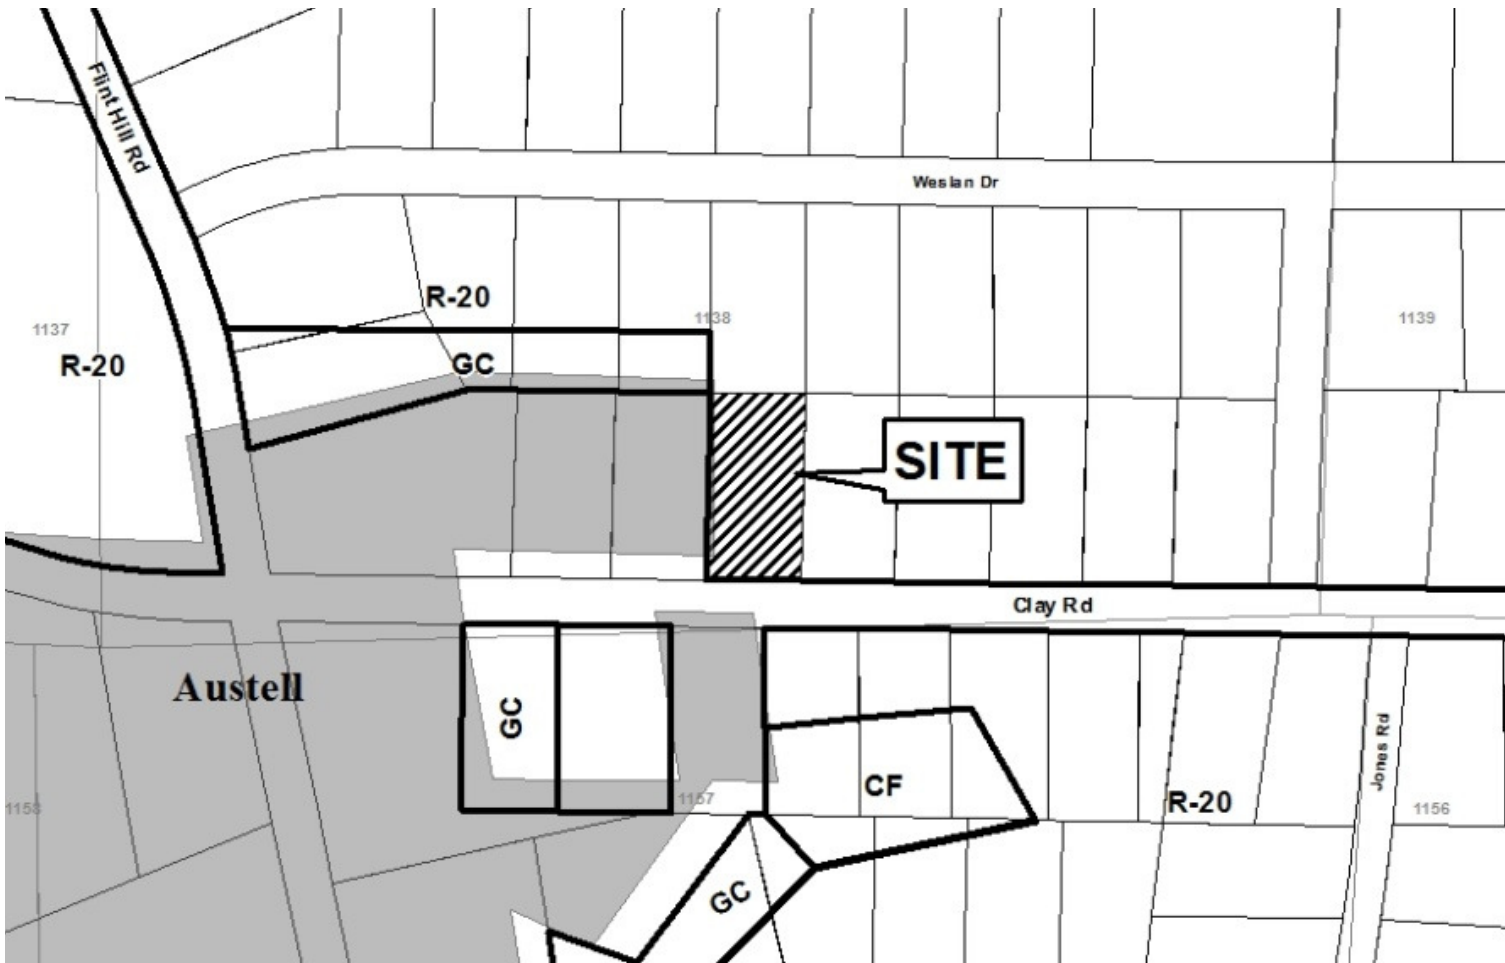 Flint Hill Rd
Weslan Dr
R-20
1138
1139
1137
R-20
GC
SITE
Clay Rd
Austell
GC
Jones Rd
CF
1157
R-20
1158
1156
GC